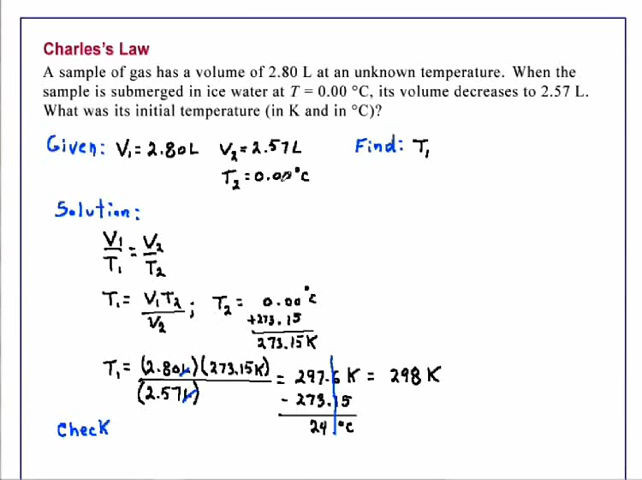 Charles's Law
A sample of gas has a volume of 2.80 L at an unknown temperature. When the
sample is submerged in ice water at T = 0.00 °C, its volume decreases to 2.57 L.
What was its initial temperature (in K and in °C)?
Given: V₁ = 2.80L V₂ = 2.57L Find: T₁
T₂ = 0.00°C
Solution:
V₁/T₁ = V₂/T₂
T₁ = V₁T₂/V₂ ; T₂ = 0.00°C
+273.15
273.15K
T₁ = (2.80L)(273.15K)/(2.57L) = 297.6 K = 298 K
- 273.15
24 °C
Check